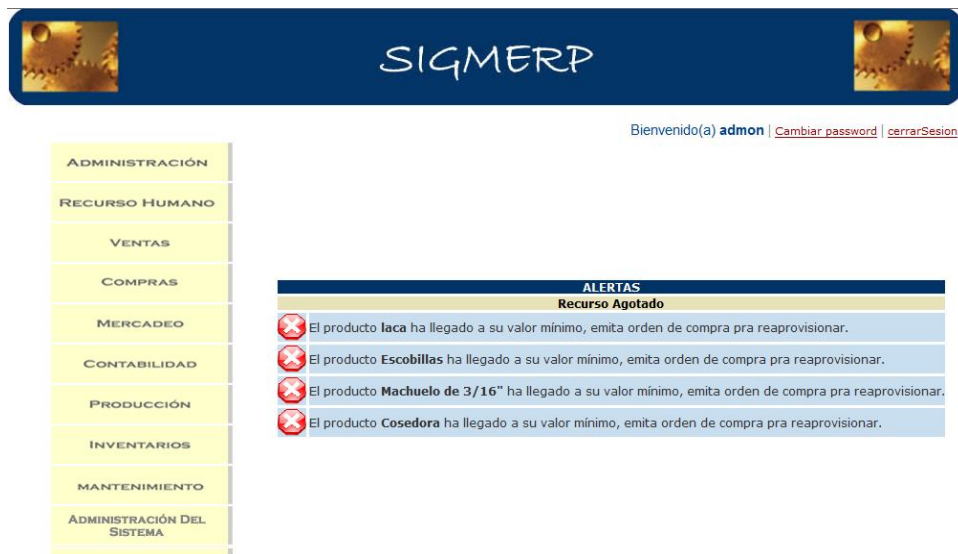 SIGMERP
Bienvenido(a) admon | Cambiar password | cerrarSesion
ADMINISTRACIÓN
RECURSO HUMANO
VENTAS
COMPRAS
MERCADEO
CONTABILIDAD
PRODUCCIÓN
INVENTARIOS
MANTENIMIENTO
ADMINISTRACIÓN DEL
SISTEMA
ALERTAS
Recurso Agotado
El producto laca ha llegado a su valor mínimo, emita orden de compra pra reaprovisionar.
El producto Escobillas ha llegado a su valor mínimo, emita orden de compra pra reaprovisionar.
El producto Machuelo de 3/16" ha llegado a su valor mínimo, emita orden de compra pra reaprovisionar.
El producto Cosedora ha llegado a su valor mínimo, emita orden de compra pra reaprovisionar.